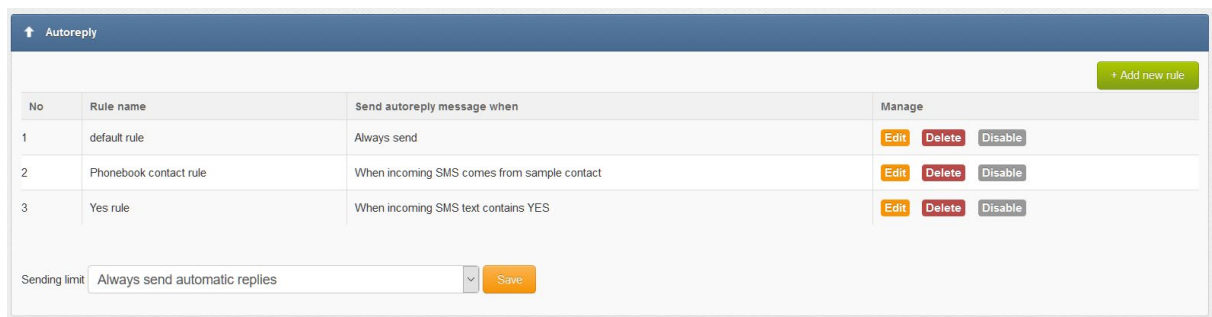 Autoreply
+ Add new rule
No Rule name Send autoreply message when Manage
1 default rule Always send Edit Delete Disable
2 Phonebook contact rule When incoming SMS comes from sample contact Edit Delete Disable
3 Yes rule When incoming SMS text contains YES Edit Delete Disable
Sending limit Always send automatic replies Save